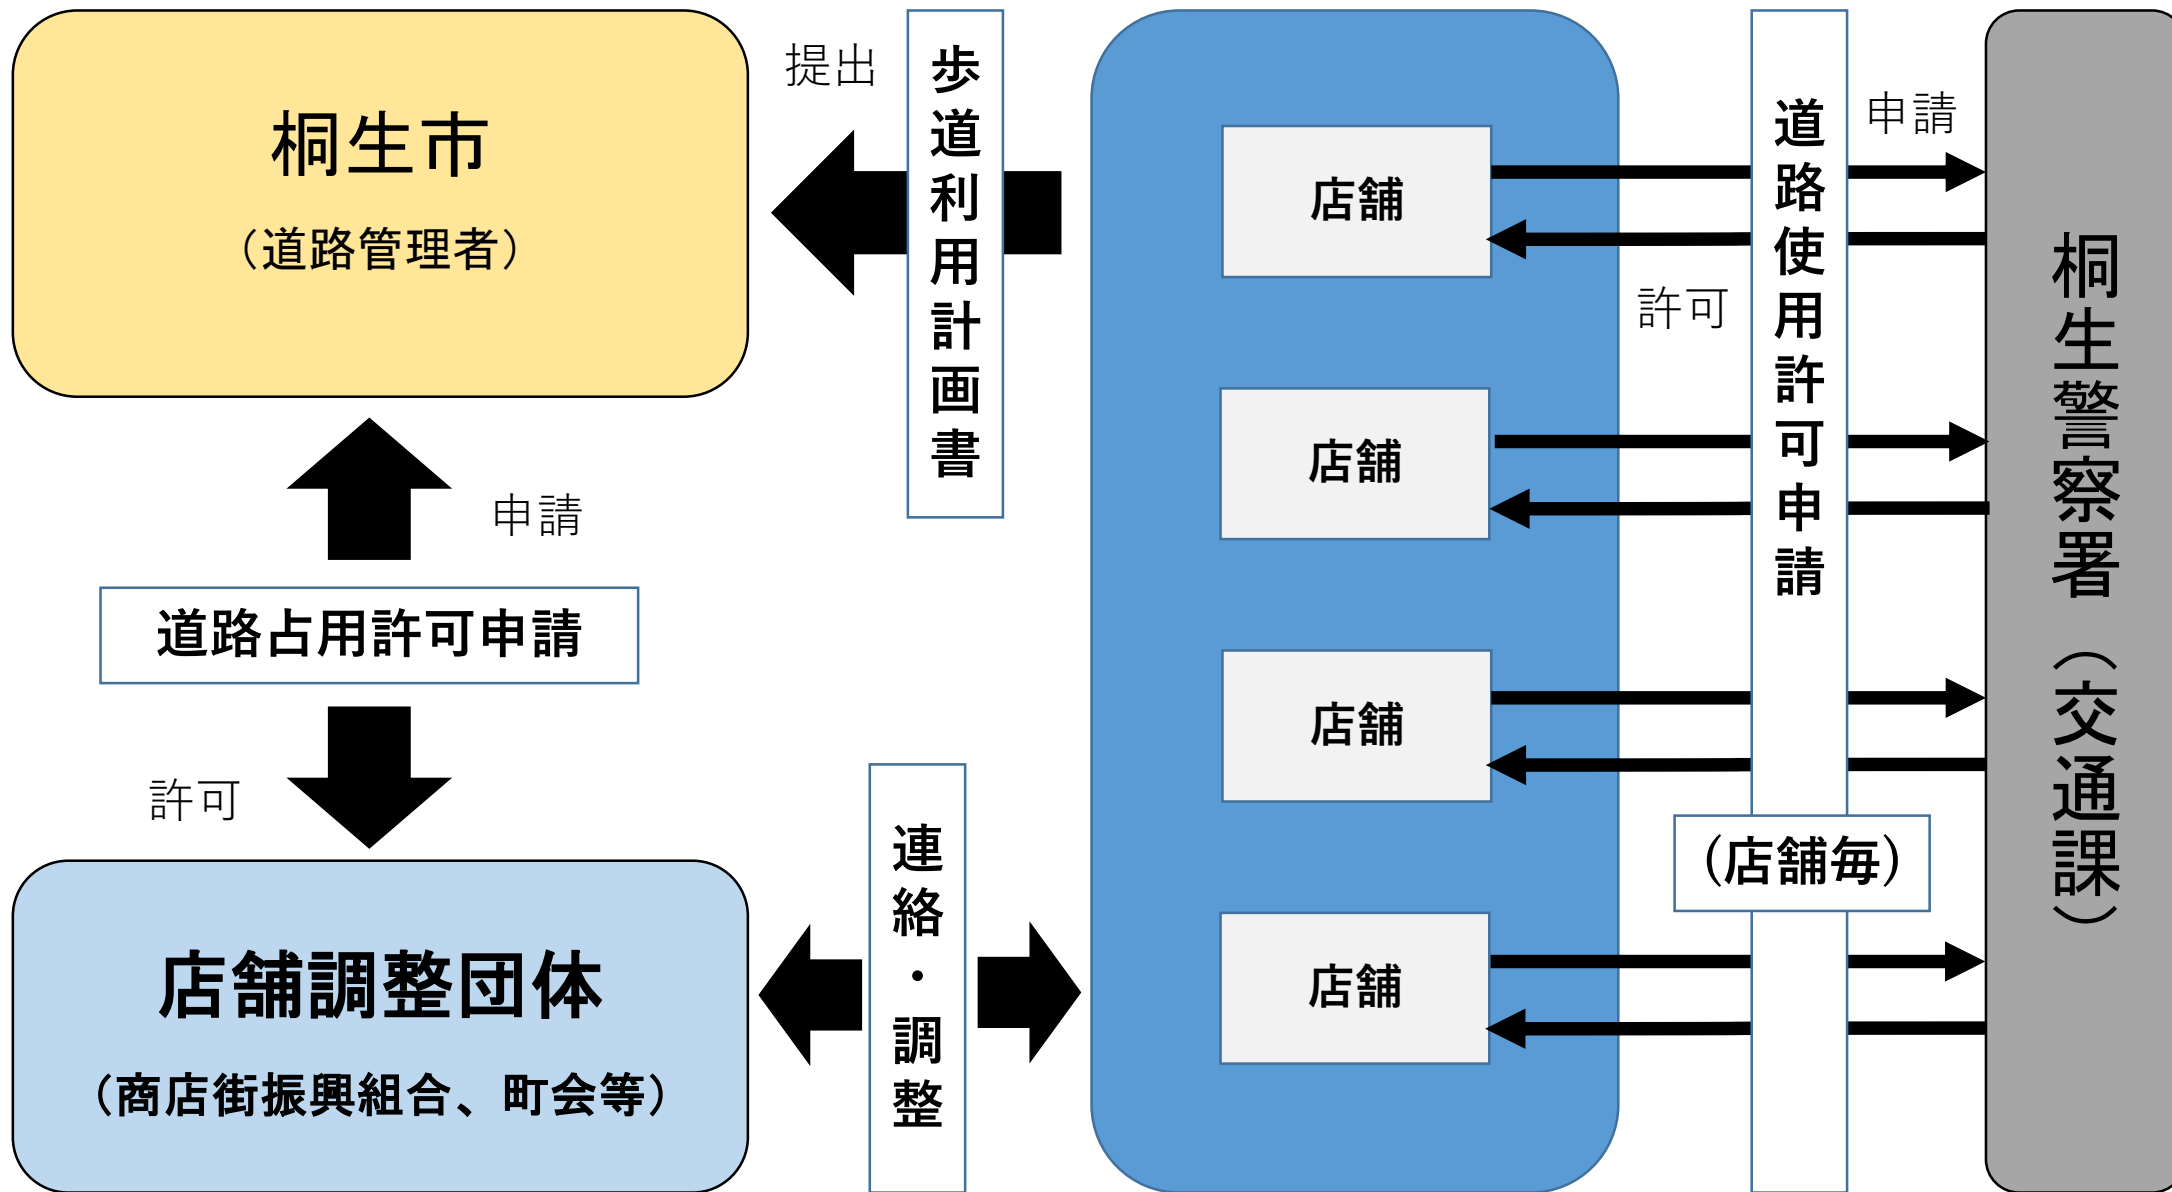 桐生市
（道路管理者）
提出
歩道利用計画書
申請
道路占用許可申請
許可
店舗調整団体
（商店街振興組合、町会等）
連絡・調整
店舗
店舗
店舗
店舗
申請
許可
道路使用許可申請
（店舗毎）
桐生警察署（交通課）